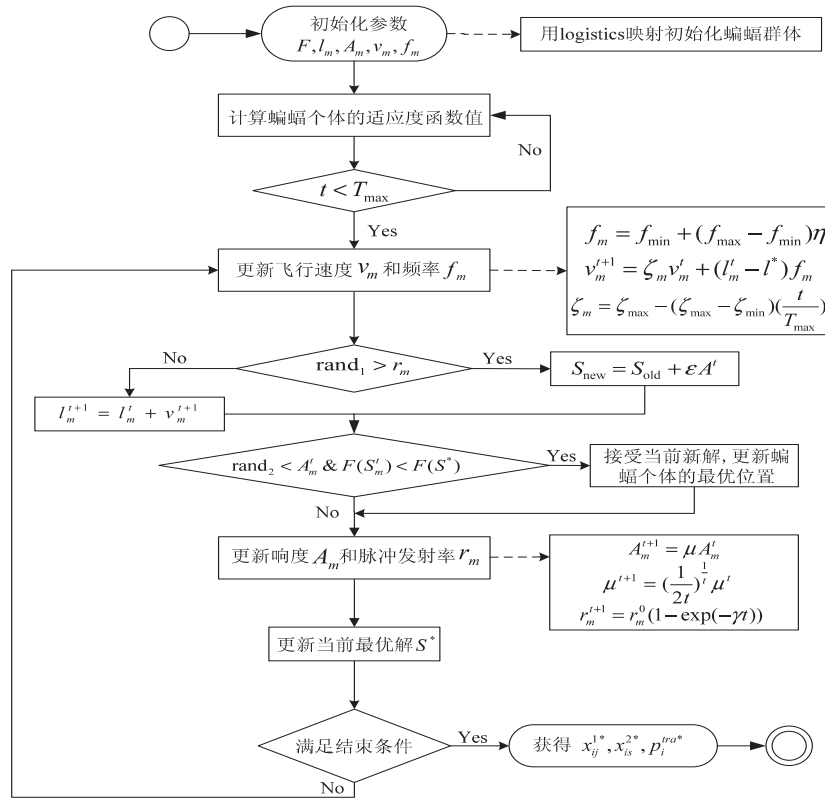 初始化参数
F, l_m, A_m, v_m, f_m
用logistics映射初始化蝙蝠群体
计算蝙蝠个体的适应度函数值
No
t < T_max
Yes
更新飞行速度 v_m 和频率 f_m
f_m = f_min + (f_max − f_min)η
v_m^{t+1} = ζ_m v_m^t + (l_m^t − l^*) f_m
ζ_m = ζ_max − (ζ_max − ζ_min)(t/T_max)
No
rand_1 > r_m
Yes
S_new = S_old + εA^t
l_m^{t+1} = l_m^t + v_m^{t+1}
rand_2 < A_m^t & F(S_m^t) < F(S^*)
Yes
接受当前新解,更新蝙
蝠个体的最优位置
No
更新响度 A_m 和脉冲发射率 r_m
A_m^{t+1} = μA_m^t
μ^{t+1} = (1/2t)^{1/t} μ^t
r_m^{t+1} = r_m^0 (1 − exp(−γt))
更新当前最优解 S^*
满足结束条件
Yes
获得 x_{ij}^{1*}, x_{is}^{2*}, p_i^{tra*}
No